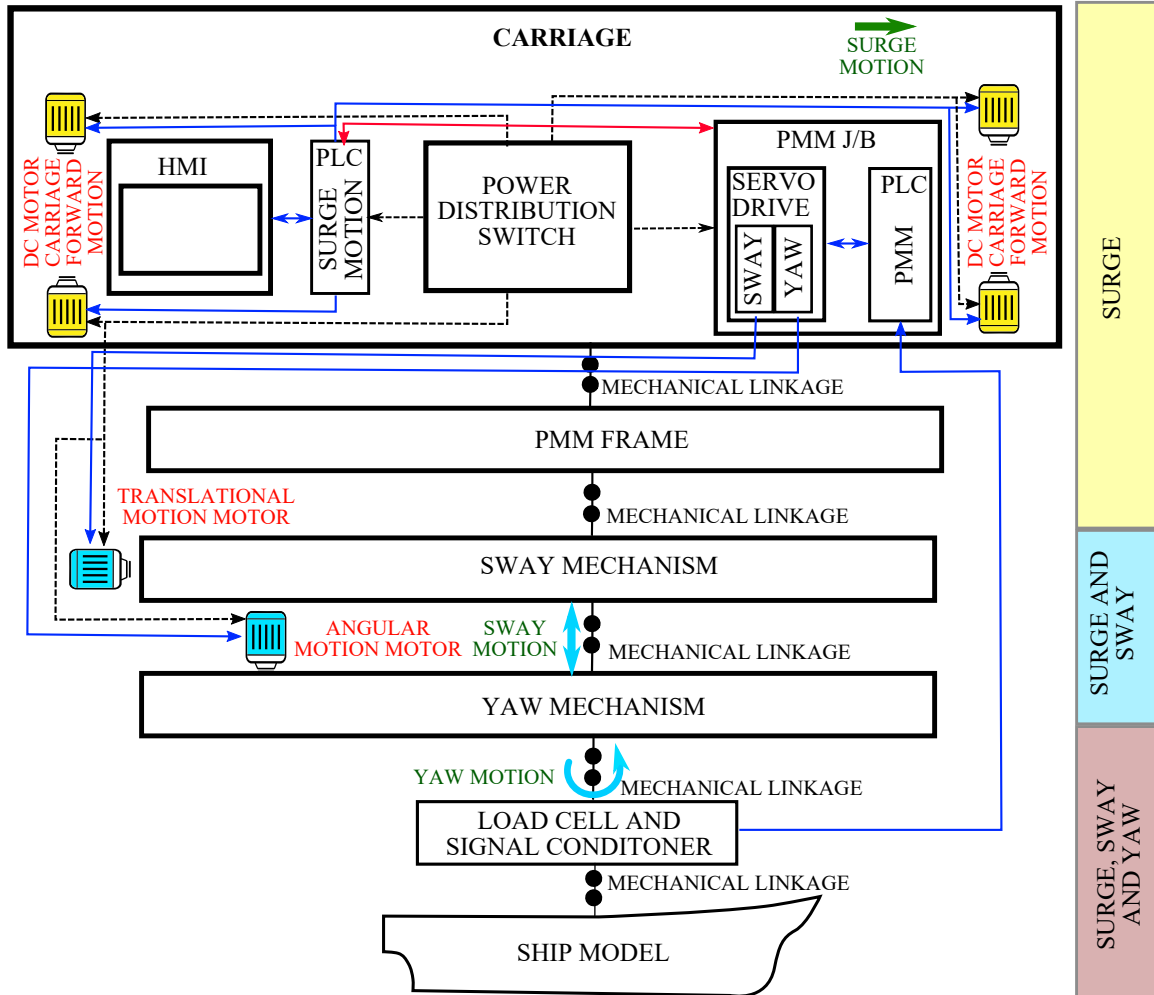 CARRIAGE
SURGE
MOTION
DC MOTOR
CARRIAGE
FORWARD
MOTION
HMI
PLC
SURGE
MOTION
POWER
DISTRIBUTION
SWITCH
PMM J/B
SERVO
DRIVE
SWAY
YAW
PLC
PMM
DC MOTOR
CARRIAGE
FORWARD
MOTION
SURGE
MECHANICAL LINKAGE
PMM FRAME
TRANSLATIONAL
MOTION MOTOR
MECHANICAL LINKAGE
SWAY MECHANISM
ANGULAR
MOTION MOTOR
SWAY
MOTION
MECHANICAL LINKAGE
SURGE AND
SWAY
YAW MECHANISM
YAW MOTION
MECHANICAL LINKAGE
LOAD CELL AND
SIGNAL CONDITONER
MECHANICAL LINKAGE
SHIP MODEL
SURGE, SWAY
AND YAW